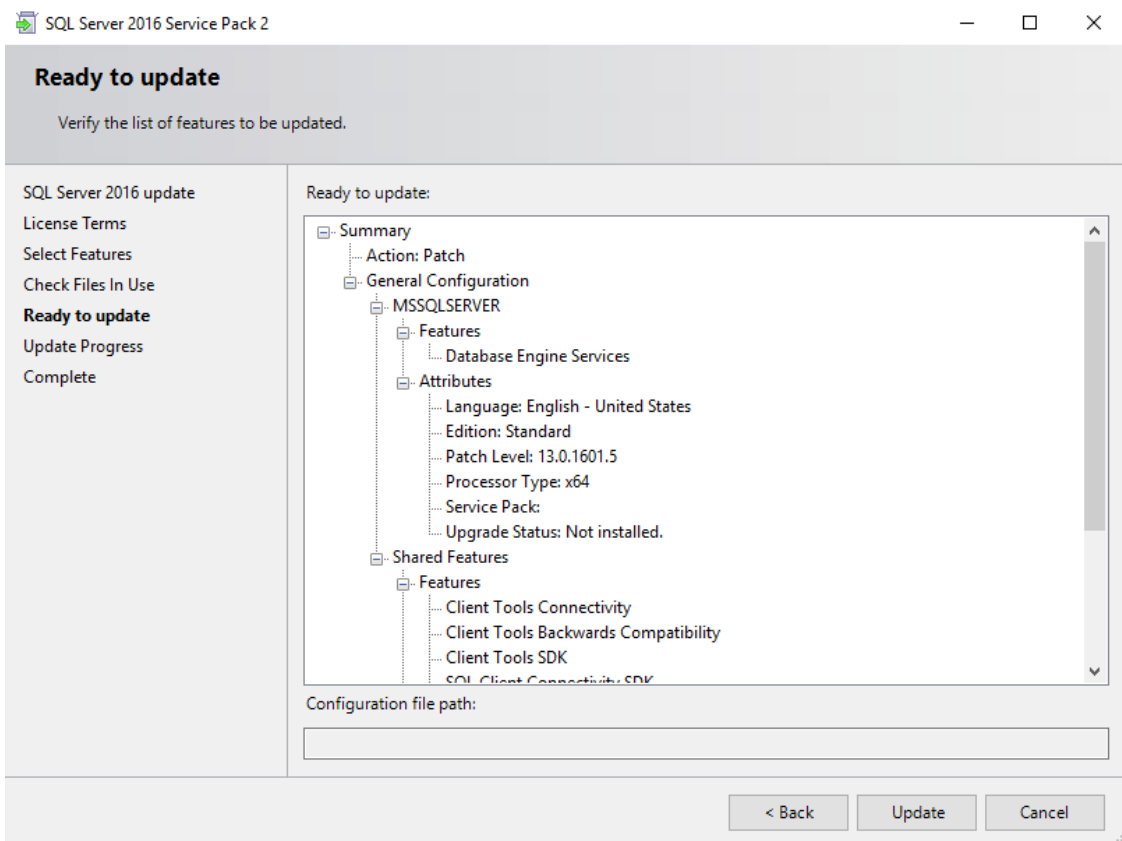 SQL Server 2016 Service Pack 2
Ready to update
Verify the list of features to be updated.
SQL Server 2016 update
License Terms
Select Features
Check Files In Use
Ready to update
Update Progress
Complete
Ready to update:
Summary
Action: Patch
General Configuration
MSSQLSERVER
Features
Database Engine Services
Attributes
Language: English - United States
Edition: Standard
Patch Level: 13.0.1601.5
Processor Type: x64
Service Pack:
Upgrade Status: Not installed.
Shared Features
Features
Client Tools Connectivity
Client Tools Backwards Compatibility
Client Tools SDK
SQL Client Connectivity SDK
Configuration file path:
< Back
Update
Cancel